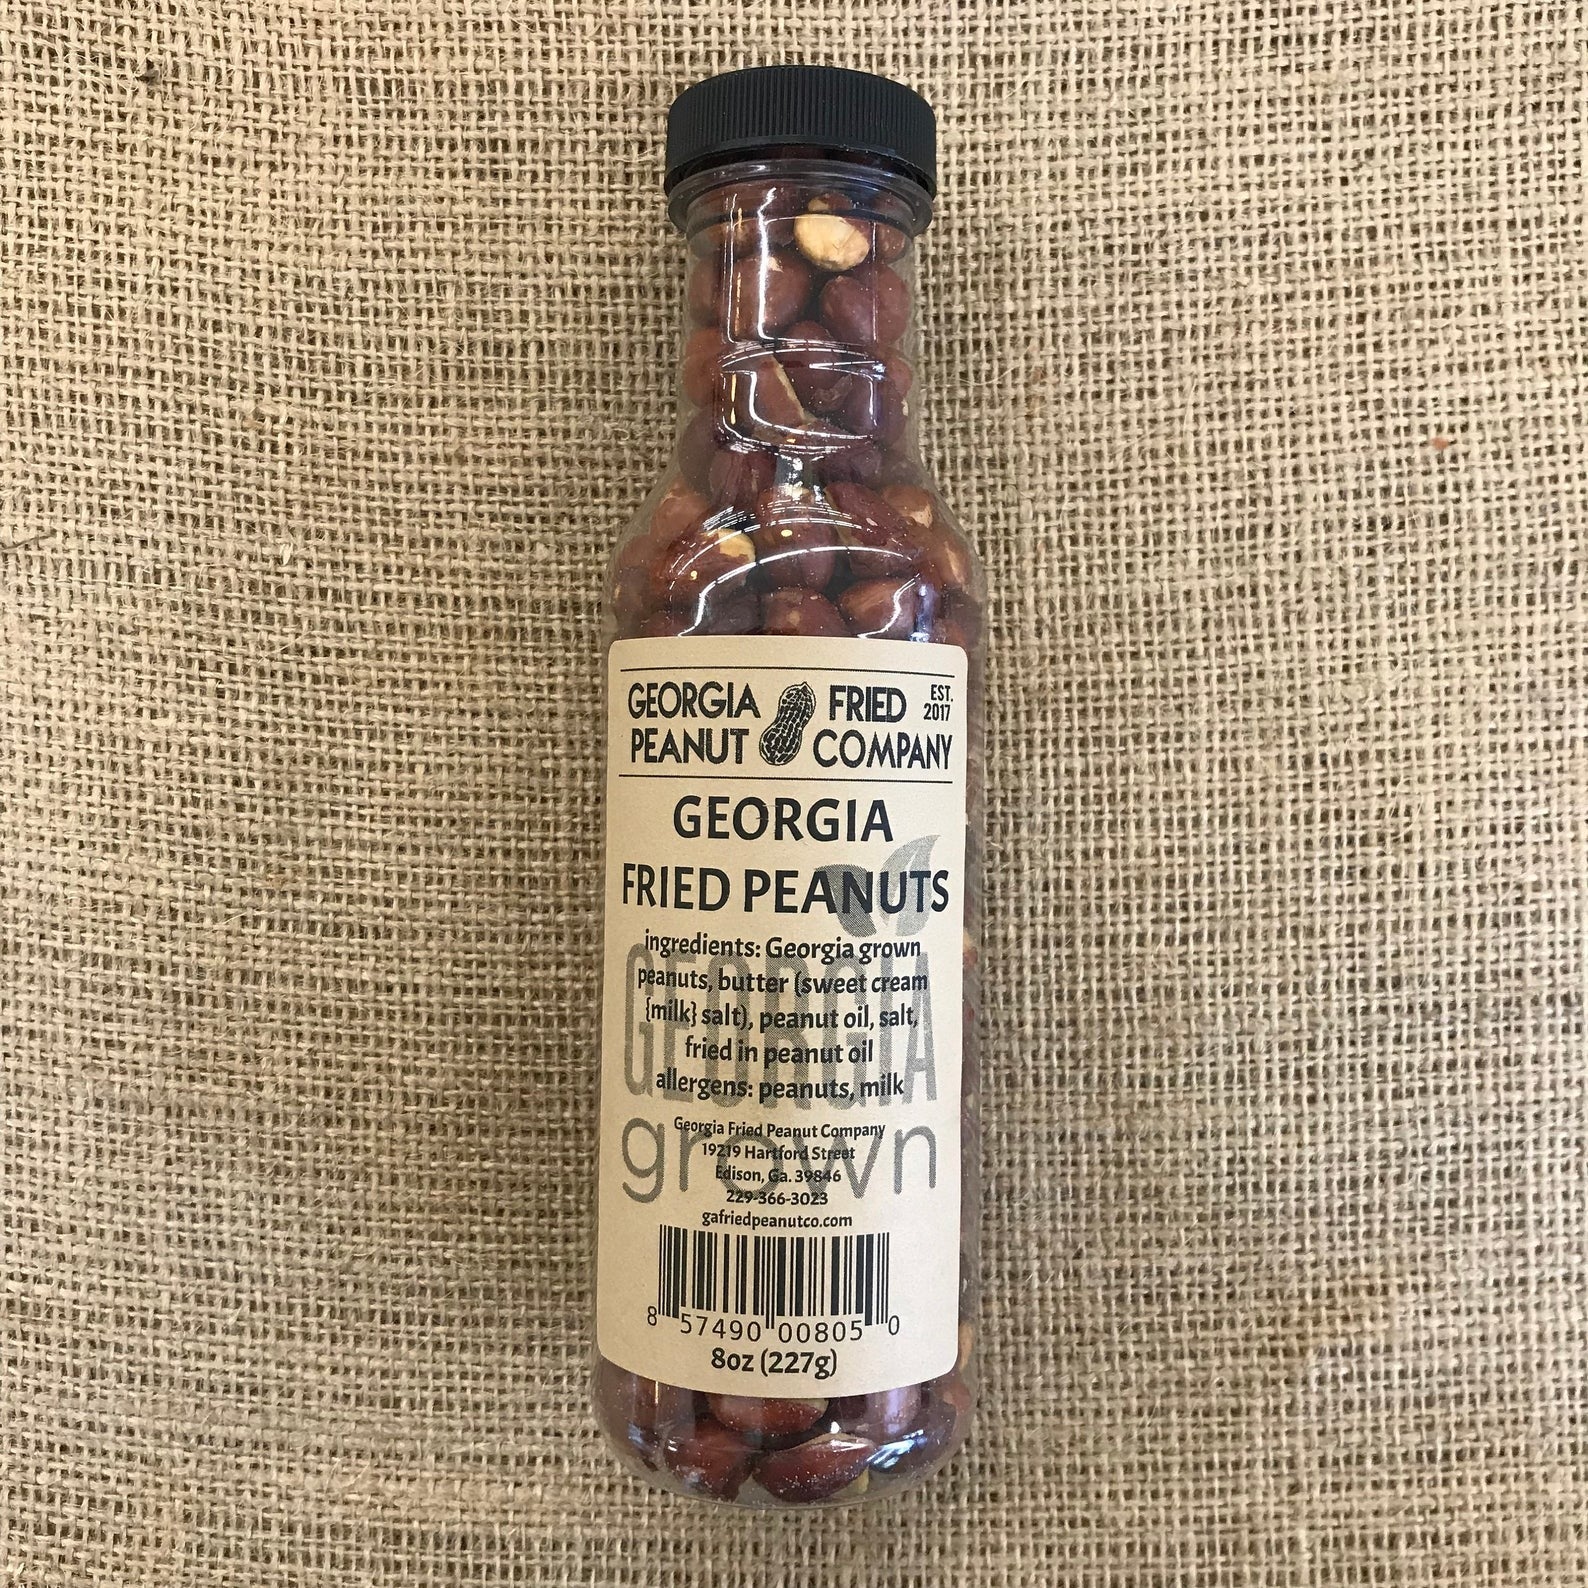 GEORGIA FRIED EST.
PEANUT COMPANY 2017
GEORGIA
FRIED PEANUTS
ingredients: Georgia grown
peanuts, butter (sweet cream
{milk} salt), peanut oil, salt,
fried in peanut oil
allergens: peanuts, milk
GEORGIA
grown
Georgia Fried Peanut Company
19219 Hartford Street
Edison, Ga. 39846
229-366-3023
gafriedpeanutco.com
8 57490 00805 0
8oz (227g)